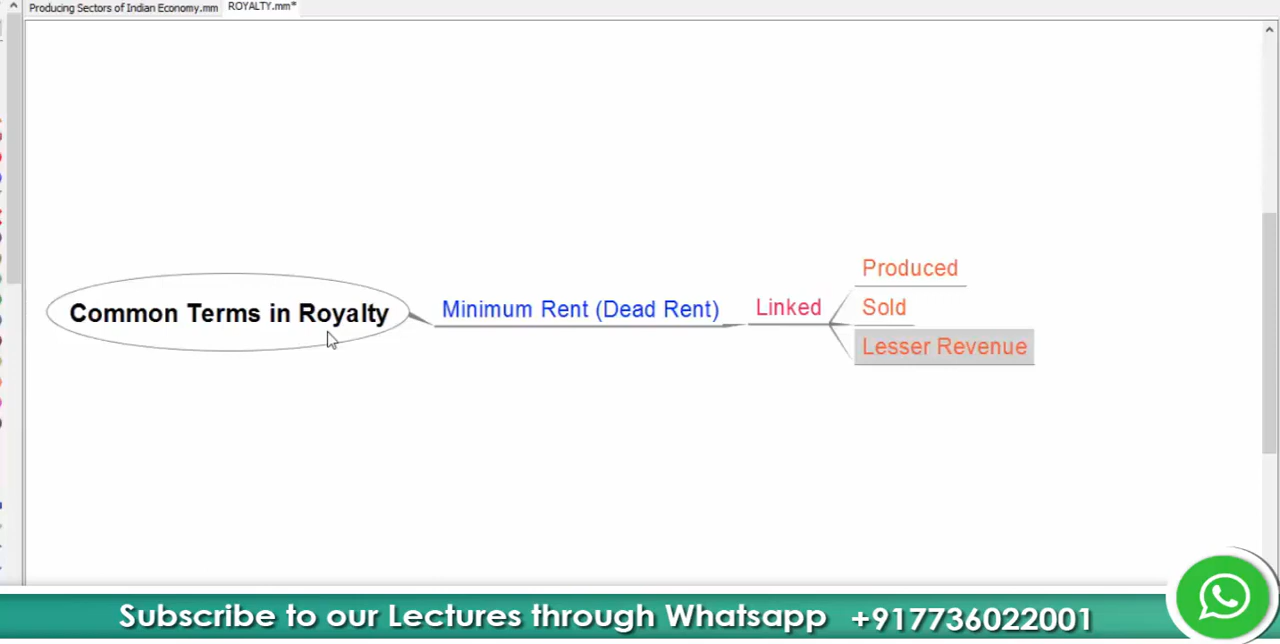 Producing Sectors of Indian Economy.mm ROYALTY.mm*
Produced
Common Terms in Royalty Minimum Rent (Dead Rent) Linked Sold
Lesser Revenue
Subscribe to our Lectures through Whatsapp +917736022001